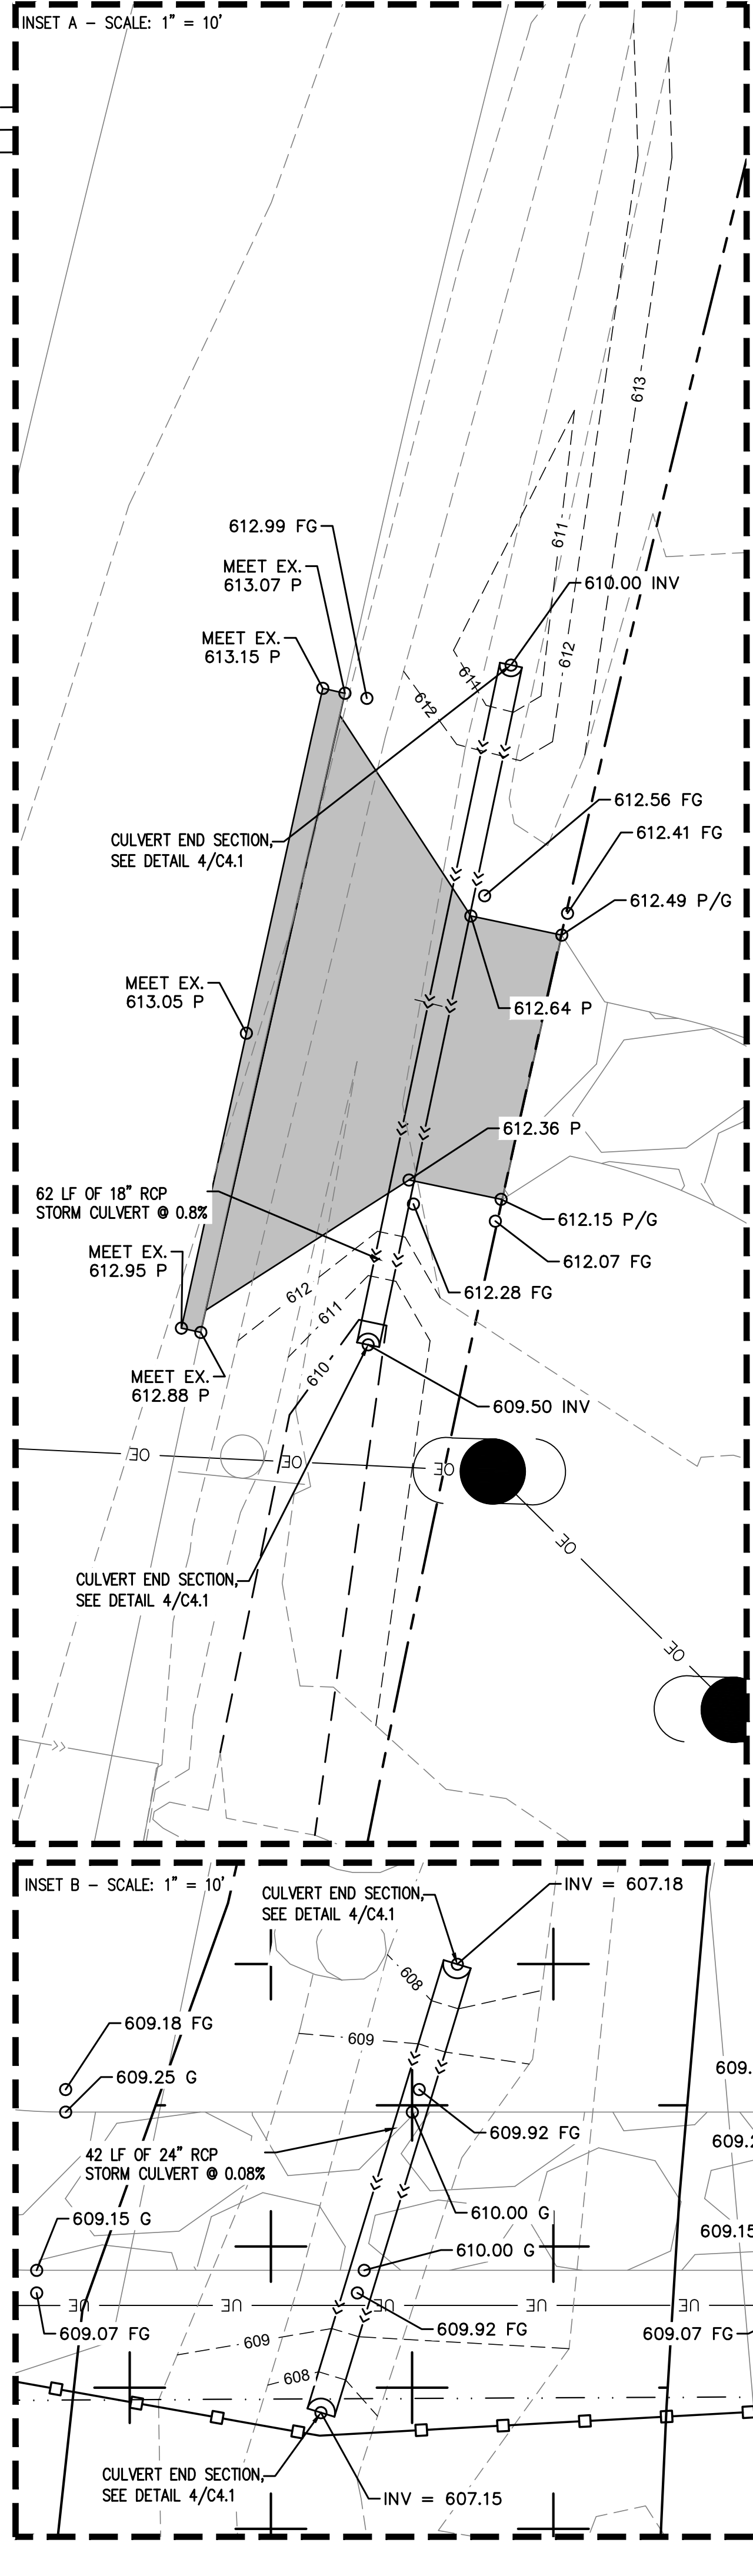 INSET A – SCALE: 1" = 10'
613
612.99 FG
611
MEET EX.
613.07 P
610.00 INV
MEET EX.
613.15 P
612
611
612
612.56 FG
612.41 FG
CULVERT END SECTION,
SEE DETAIL 4/C4.1
612.49 P/G
MEET EX.
613.05 P
612.64 P
612.36 P
62 LF OF 18" RCP
STORM CULVERT @ 0.8%
612.15 P/G
MEET EX.
612.95 P
612.07 FG
612
612.28 FG
611
610
MEET EX.
612.88 P
609.50 INV
OE
OE
OE
OE
CULVERT END SECTION,
SEE DETAIL 4/C4.1
OE
INSET B – SCALE: 1" = 10'
CULVERT END SECTION,
SEE DETAIL 4/C4.1
INV = 607.18
608
609.18 FG
609
609.25 G
609.92 FG
42 LF OF 24" RCP
STORM CULVERT @ 0.08%
609.15 G
610.00 G
610.00 G
609.15
UE
UE
UE
UE
UE
609.07 FG
609.92 FG
609.07 FG
609
608
CULVERT END SECTION,
SEE DETAIL 4/C4.1
INV = 607.15